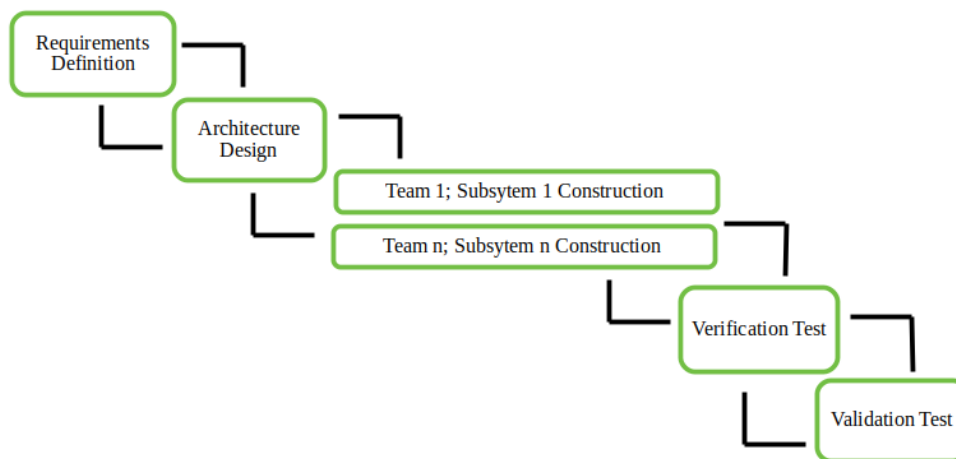 Requirements
Definition
Architecture
Design
Team 1; Subsytem 1 Construction
Team n; Subsytem n Construction
Verification Test
Validation Test